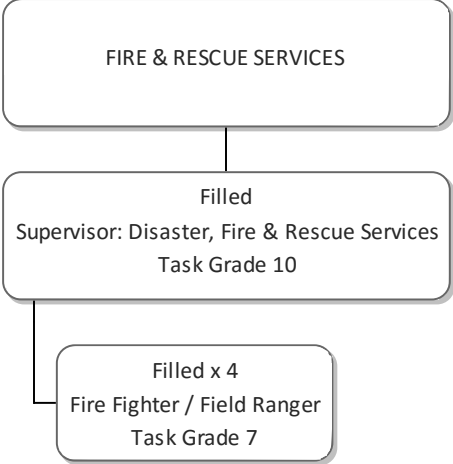 FIRE & RESCUE SERVICES
Filled
Supervisor: Disaster, Fire & Rescue Services
Task Grade 10
Filled x 4
Fire Fighter / Field Ranger
Task Grade 7